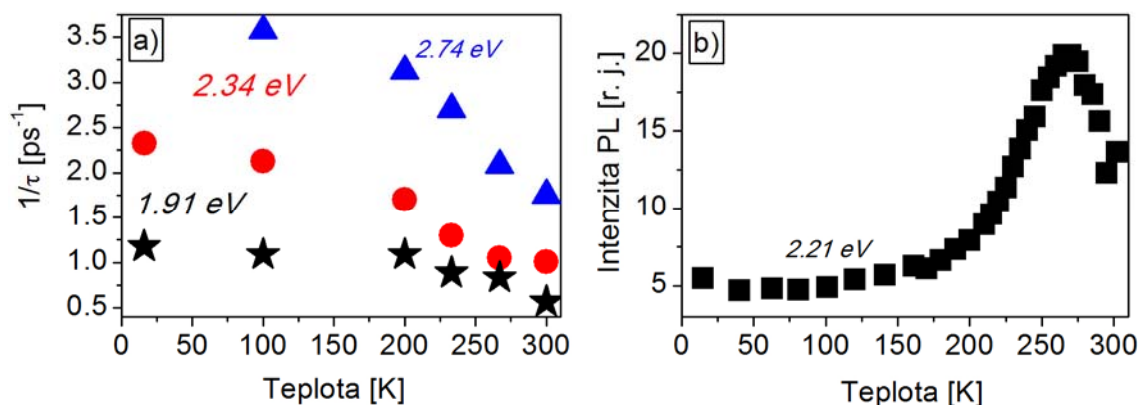 a)
3.5
3.0
2.5
2.0
1.5
1.0
0.5
1/τ [ps⁻¹]
2.74 eV
2.34 eV
1.91 eV
0 50 100 150 200 250 300
Teplota [K]
b)
20
15
10
5
Intenzita PL [r. j.]
2.21 eV
0 50 100 150 200 250 300
Teplota [K]